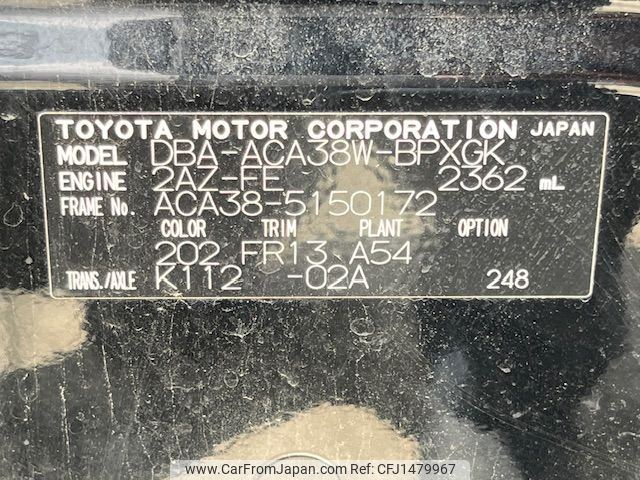 TOYOTA MOTOR CORPORATION JAPAN
MODEL DBA-ACA38W-BPXGK
ENGINE 2AZ-FE 2362 mL
FRAME No. ACA38-5150172
COLOR TRIM PLANT OPTION
202 FR13 A54
TRANS./AXLE K112 -02A 248
www.CarFromJapan.com - CFJ1479967